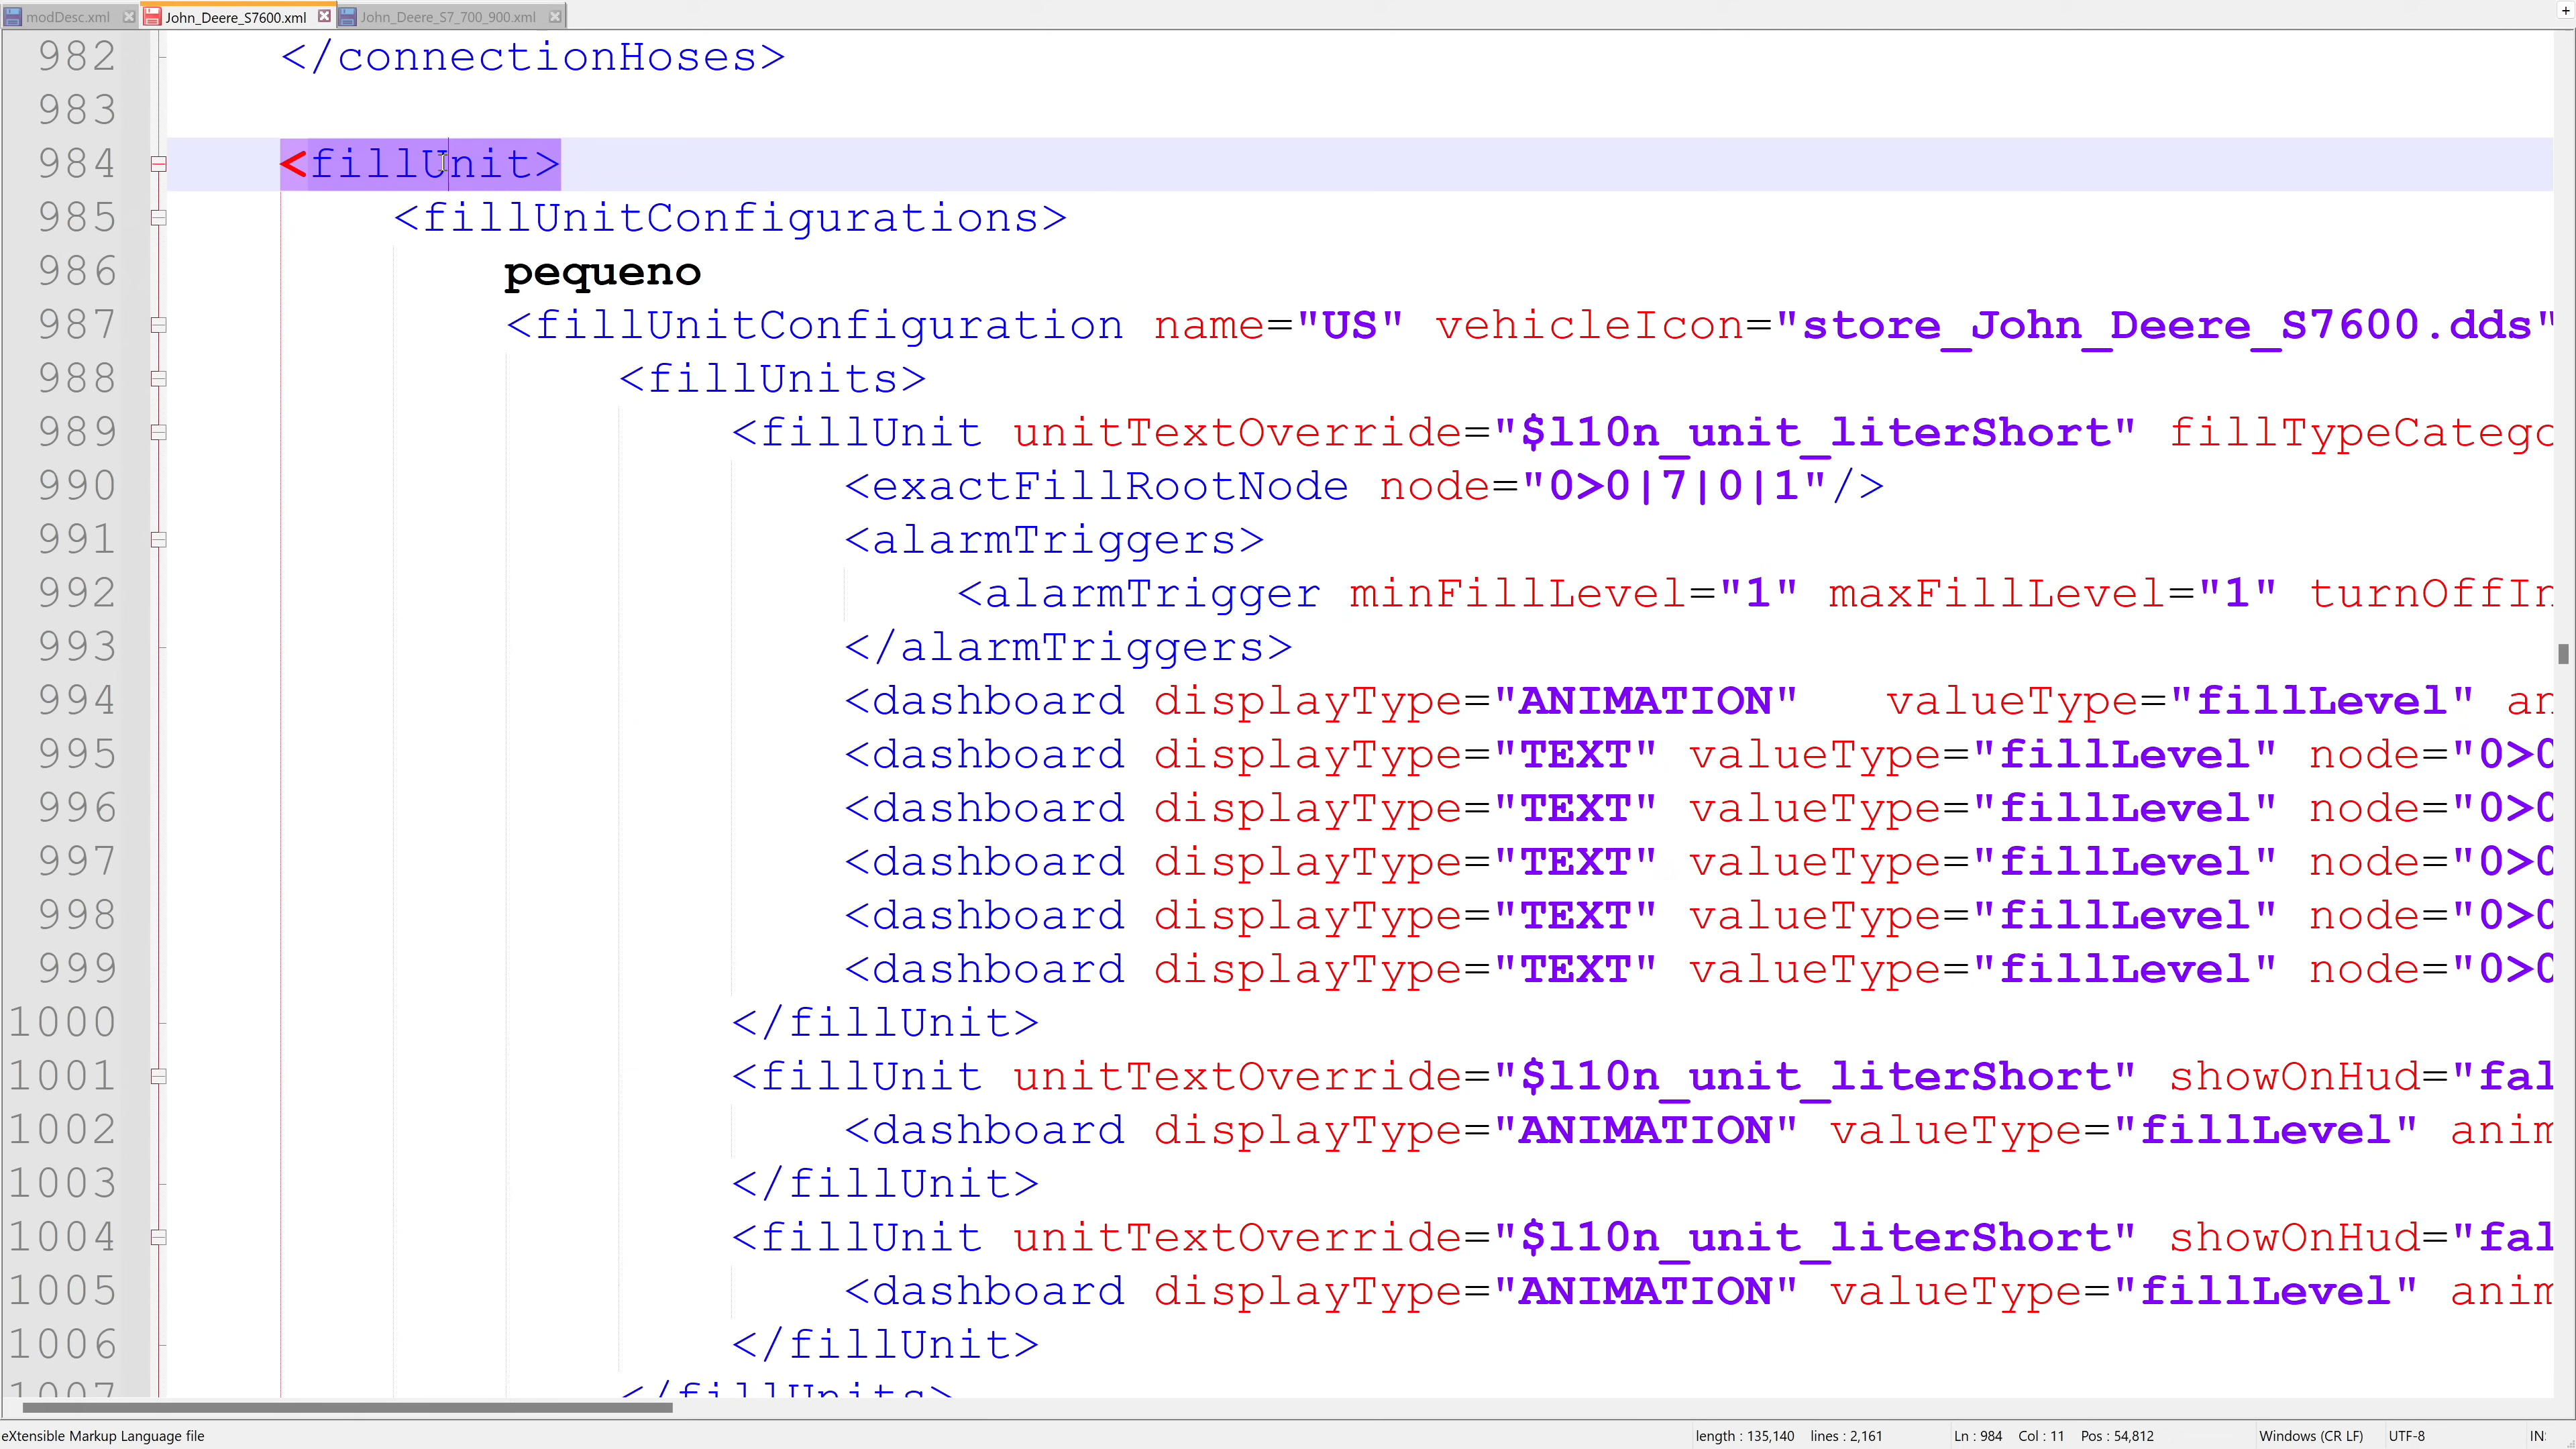 modDesc.xml John_Deere_S7600.xml John_Deere_S7_700_900.xml +
982 </connectionHoses>
983
984 <fillUnit>
985 <fillUnitConfigurations>
986 pequeno
987 <fillUnitConfiguration name="US" vehicleIcon="store_John_Deere_S7600.dds"
988 <fillUnits>
989 <fillUnit unitTextOverride="$l10n_unit_literShort" fillTypeCatego
990 <exactFillRootNode node="0>0|7|0|1"/>
991 <alarmTriggers>
992 <alarmTrigger minFillLevel="1" maxFillLevel="1" turnOffIn
993 </alarmTriggers>
994 <dashboard displayType="ANIMATION" valueType="fillLevel" an
995 <dashboard displayType="TEXT" valueType="fillLevel" node="0>0
996 <dashboard displayType="TEXT" valueType="fillLevel" node="0>0
997 <dashboard displayType="TEXT" valueType="fillLevel" node="0>0
998 <dashboard displayType="TEXT" valueType="fillLevel" node="0>0
999 <dashboard displayType="TEXT" valueType="fillLevel" node="0>0
1000 </fillUnit>
1001 <fillUnit unitTextOverride="$l10n_unit_literShort" showOnHud="fal
1002 <dashboard displayType="ANIMATION" valueType="fillLevel" anim
1003 </fillUnit>
1004 <fillUnit unitTextOverride="$l10n_unit_literShort" showOnHud="fal
1005 <dashboard displayType="ANIMATION" valueType="fillLevel" anim
1006 </fillUnit>
1007 </fillUnits>
eXtensible Markup Language file length : 135,140 lines : 2,161 Ln : 984 Col : 11 Pos : 54,812 Windows (CR LF) UTF-8 IN